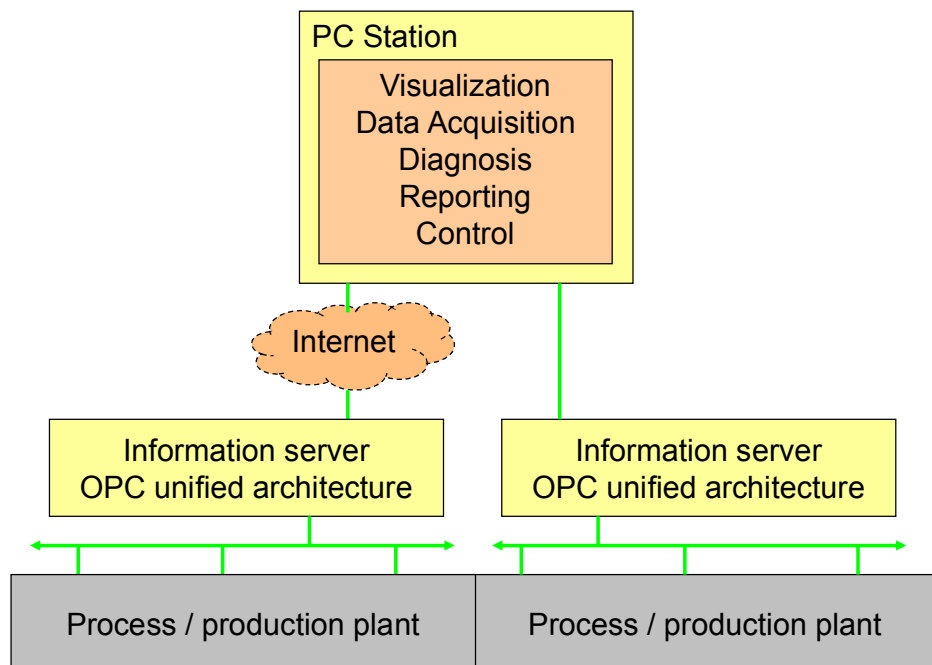 PC Station
Visualization
Data Acquisition
Diagnosis
Reporting
Control
Internet
Information server
OPC unified architecture
Information server
OPC unified architecture
Process / production plant
Process / production plant